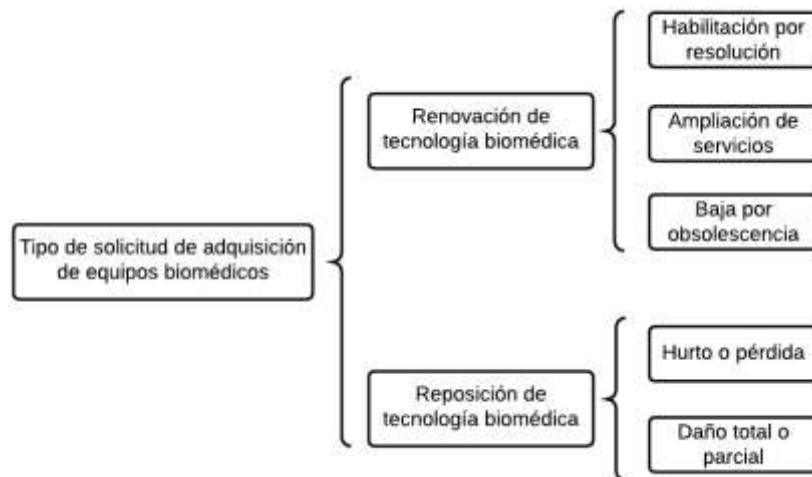 Tipo de solicitud de adquisición
de equipos biomédicos
Renovación de
tecnología biomédica
Habilitación por
resolución
Ampliación de
servicios
Baja por
obsolescencia
Reposición de
tecnología biomédica
Hurto o pérdida
Daño total o
parcial